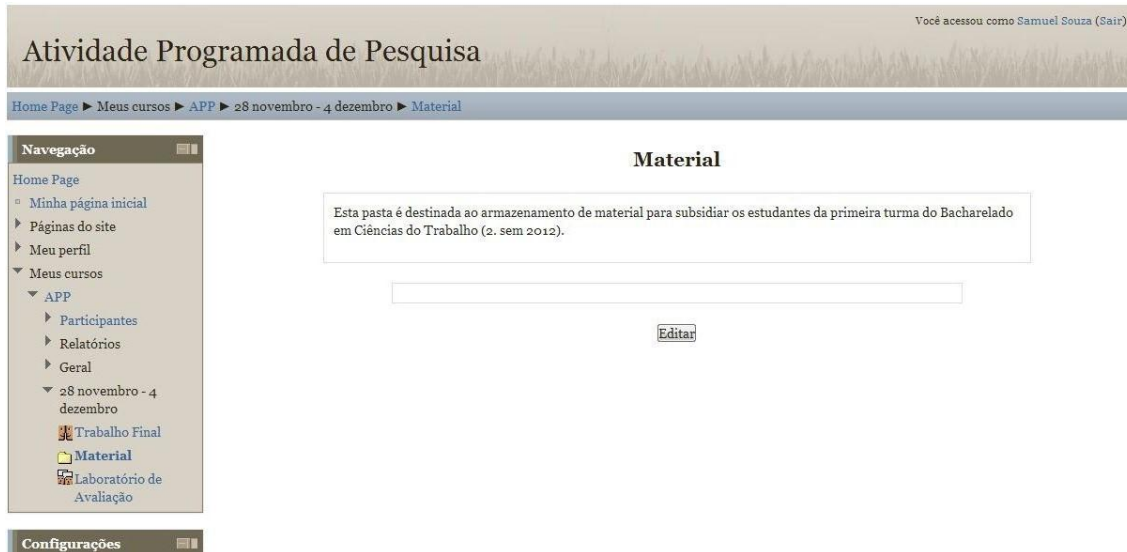 Você acessou como Samuel Souza (Sair)
Atividade Programada de Pesquisa
Home Page ► Meus cursos ► APP ► 28 novembro - 4 dezembro ► Material
Navegação
Home Page
Minha página inicial
Páginas do site
Meu perfil
Meus cursos
APP
Participantes
Relatórios
Geral
28 novembro - 4
dezembro
Trabalho Final
Material
Laboratório de
Avaliação
Configurações
Material
Esta pasta é destinada ao armazenamento de material para subsidiar os estudantes da primeira turma do Bacharelado
em Ciências do Trabalho (2. sem 2012).
Editar